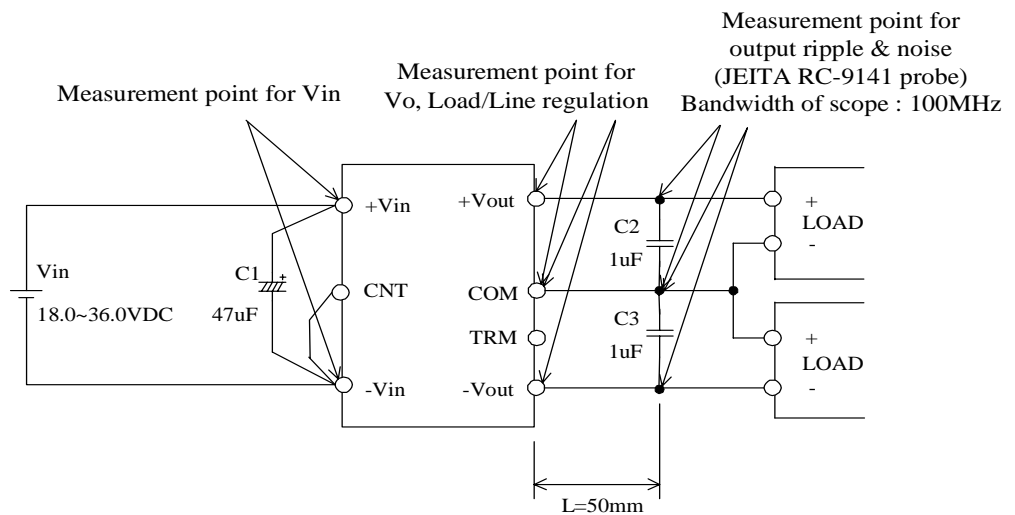 Measurement point for
output ripple & noise
(JEITA RC-9141 probe)
Bandwidth of scope : 100MHz
Measurement point for
Vo, Load/Line regulation
Measurement point for Vin
+Vin
+Vout
+
LOAD
-
C2
1uF
Vin
18.0~36.0VDC
C1
+
47uF
CNT
COM
TRM
C3
1uF
+
LOAD
-
-Vin
-Vout
L=50mm